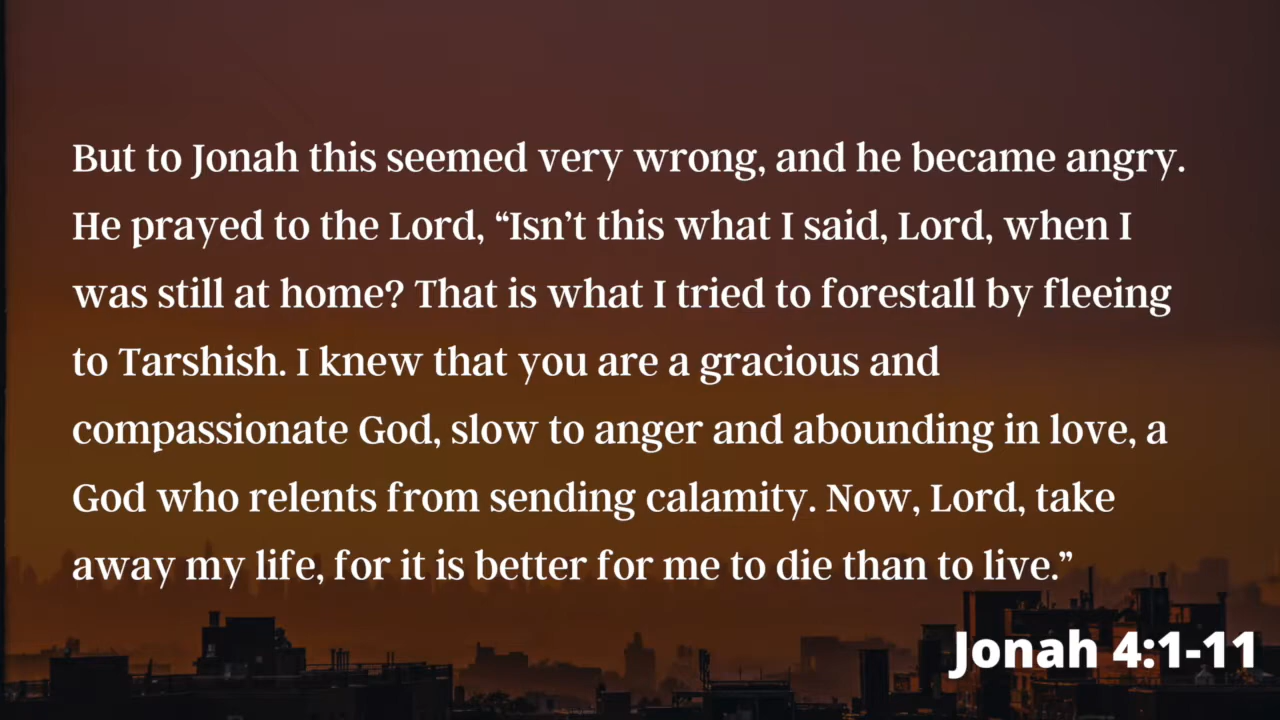 But to Jonah this seemed very wrong, and he became angry.
He prayed to the Lord, “Isn’t this what I said, Lord, when I
was still at home? That is what I tried to forestall by fleeing
to Tarshish. I knew that you are a gracious and
compassionate God, slow to anger and abounding in love, a
God who relents from sending calamity. Now, Lord, take
away my life, for it is better for me to die than to live.”
Jonah 4:1-11